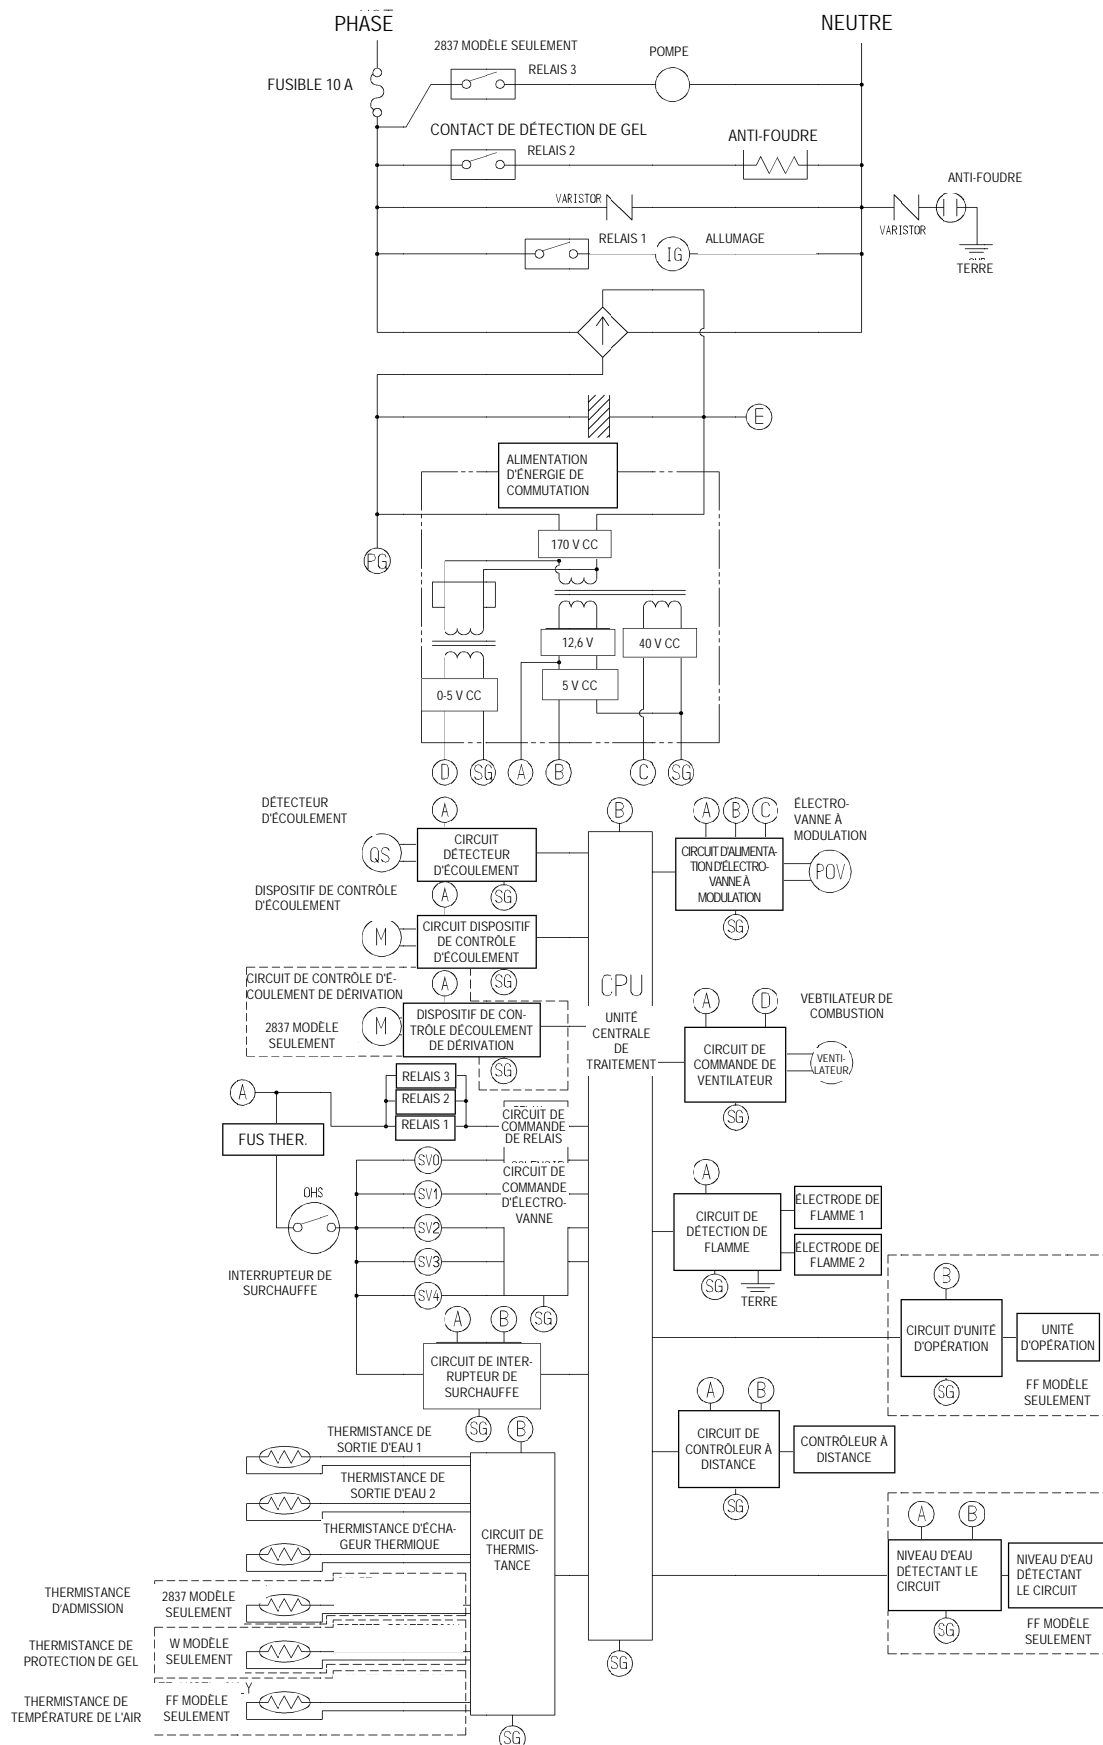 PHASE
NEUTRE
2837 MODÈLE SEULEMENT
POMPE
RELAIS 3
FUSIBLE 10 A
CONTACT DE DÉTECTION DE GEL
ANTI-FOUDRE
RELAIS 2
ANTI-FOUDRE
VARISTOR
VARISTOR
RELAIS 1
IG
ALLUMAGE
TERRE
E
ALIMENTATION
D'ÉNERGIE DE
COMMUTATION
170 V CC
PG
12,6 V
40 V CC
0-5 V CC
5 V CC
D
SG
A
B
C
SG
DÉTECTEUR
D'ÉCOULEMENT
A
QS
CIRCUIT
DÉTECTEUR
D'ÉCOULEMENT
SG
B
A
B
C
ÉLECTRO-
VANNE À
MODULATION
CIRCUIT D'ALIMENTA-
TION D'ÉLECTRO-
VANNE À
MODULATION
POV
SG
DISPOSITIF DE CONTRÔLE
D'ÉCOULEMENT
A
M
CIRCUIT DISPOSITIF
DE CONTRÔLE
D'ÉCOULEMENT
SG
CIRCUIT DE CONTRÔLE D'É-
COULEMENT DE DÉRIVATION
2837 MODÈLE
SEULEMENT
A
M
DISPOSITIF DE CON-
TRÔLE DÉCOULEMENT
DE DÉRIVATION
SG
CPU
UNITÉ
CENTRALE
DE
TRAITEMENT
A
D
VEBTILATEUR DE
COMBUSTION
CIRCUIT DE
COMMANDE DE
VENTILATEUR
VENTI-
LATEUR
SG
A
RELAIS 3
RELAIS 2
RELAIS 1
CIRCUIT DE
COMMANDE
DE RELAIS
FUS THER.
OHS
INTERRUPTEUR DE
SURCHAUFFE
SV0
SV1
SV2
SV3
SV4
CIRCUIT DE
COMMANDE
D'ÉLECTRO-
VANNE
SG
A
CIRCUIT DE
DÉTECTION DE
FLAMME
ÉLECTRODE DE
FLAMME 1
ÉLECTRODE DE
FLAMME 2
SG
TERRE
A
B
CIRCUIT DE INTER-
RUPTEUR DE
SURCHAUFFE
SG
B
B
CIRCUIT D'UNITÉ
D'OPÉRATION
UNITÉ
D'OPÉRATION
SG
FF MODÈLE
SEULEMENT
A
B
CIRCUIT DE
CONTRÔLEUR À
DISTANCE
CONTRÔLEUR À
DISTANCE
SG
THERMISTANCE DE
SORTIE D'EAU 1
THERMISTANCE DE
SORTIE D'EAU 2
THERMISTANCE D'ÉCHA-
GEUR THERMIQUE
CIRCUIT DE
THERMIS-
TANCE
THERMISTANCE
D'ADMISSION
2837 MODÈLE
SEULEMENT
THERMISTANCE DE
PROTECTION DE GEL
W MODÈLE
SEULEMENT
THERMISTANCE DE
TEMPÉRATURE DE L'AIR
FF MODÈLE
SEULEMENT
SG
SG
A
B
NIVEAU D'EAU
DÉTECTANT LE
CIRCUIT
NIVEAU D'EAU
DÉTECTANT
LE CIRCUIT
SG
FF MODÈLE
SEULEMENT